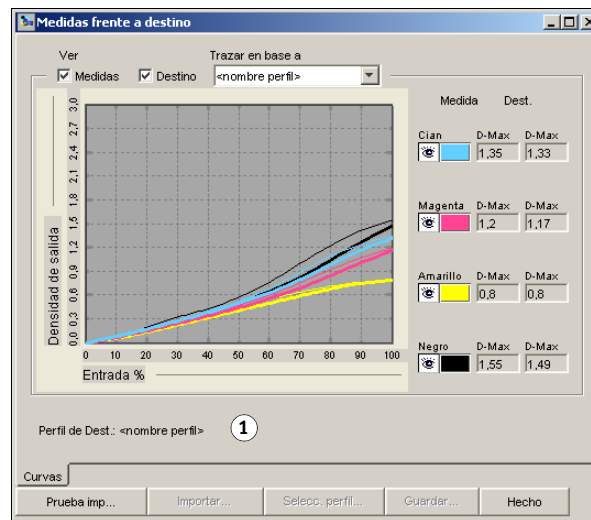 Medidas frente a destino
Ver
Trazar en base a
Medidas
Destino
<nombre perfil>
Medida Dest.
3,0
2,7
2,4
2,1
1,8
1,5
1,2
0,9
0,6
0,3
0,0
Densidad de salida
0 10 20 30 40 50 60 70 80 90 100
Entrada %
Cian D-Max D-Max
1,35 1,33
Magenta D-Max D-Max
1,2 1,17
Amarillo D-Max D-Max
0,8 0,8
Negro D-Max D-Max
1,55 1,49
Perfil de Dest.: <nombre perfil>
1
Curvas
Prueba imp... Importar... Selecc. perfil... Guardar... Hecho